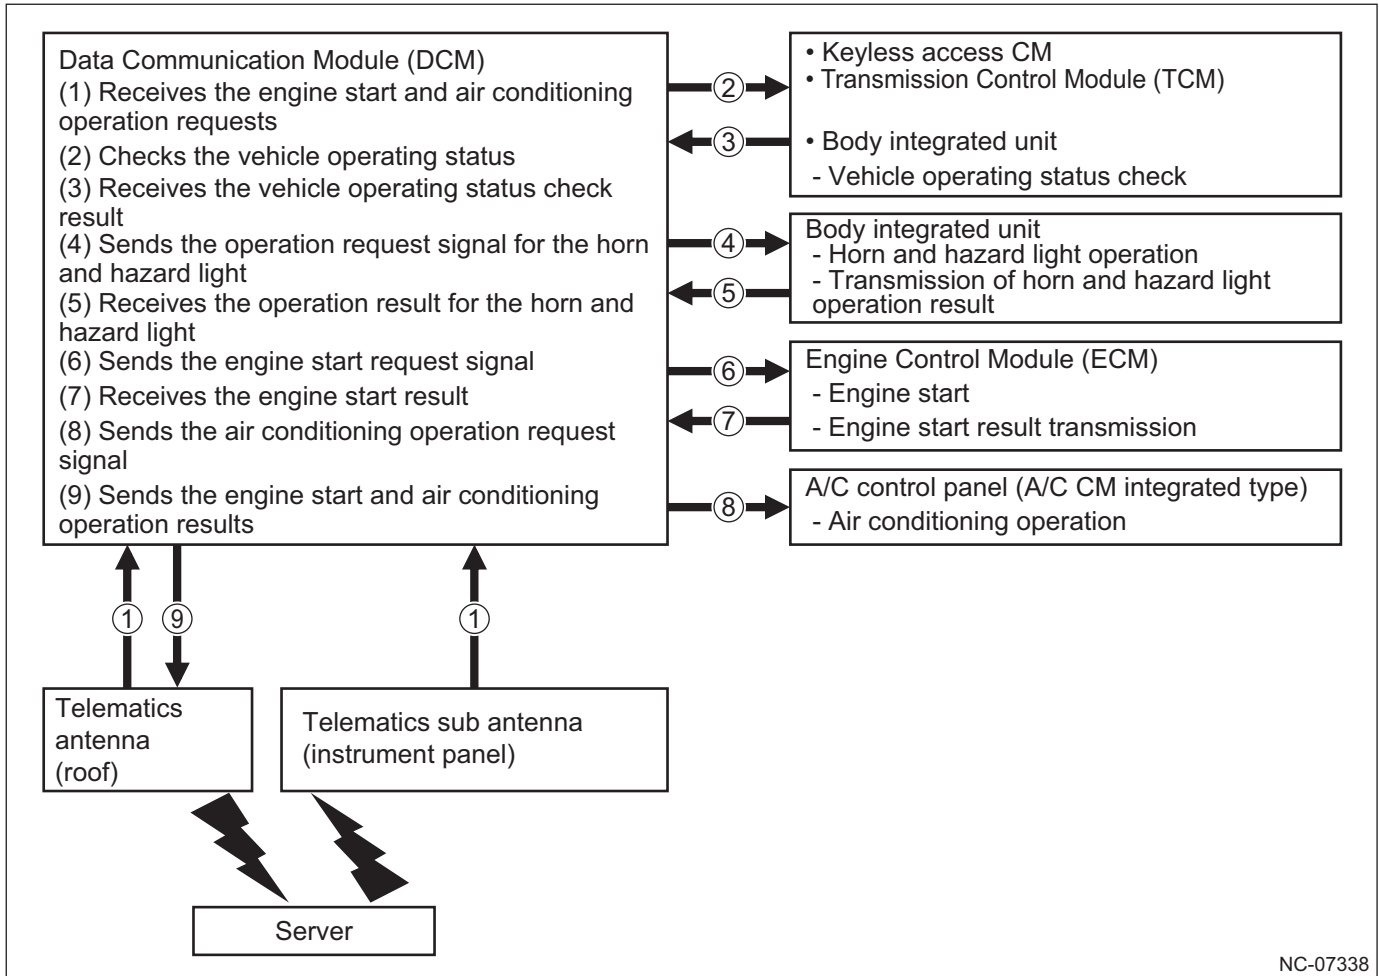 Data Communication Module (DCM)
(1) Receives the engine start and air conditioning
operation requests
(2) Checks the vehicle operating status
(3) Receives the vehicle operating status check
result
(4) Sends the operation request signal for the horn
and hazard light
(5) Receives the operation result for the horn and
hazard light
(6) Sends the engine start request signal
(7) Receives the engine start result
(8) Sends the air conditioning operation request
signal
(9) Sends the engine start and air conditioning
operation results
2
3
4
5
6
7
8
• Keyless access CM
• Transmission Control Module (TCM)
• Body integrated unit
- Vehicle operating status check
Body integrated unit
- Horn and hazard light operation
- Transmission of horn and hazard light
operation result
Engine Control Module (ECM)
- Engine start
- Engine start result transmission
A/C control panel (A/C CM integrated type)
- Air conditioning operation
1
9
1
Telematics
antenna
(roof)
Telematics sub antenna
(instrument panel)
Server
NC-07338